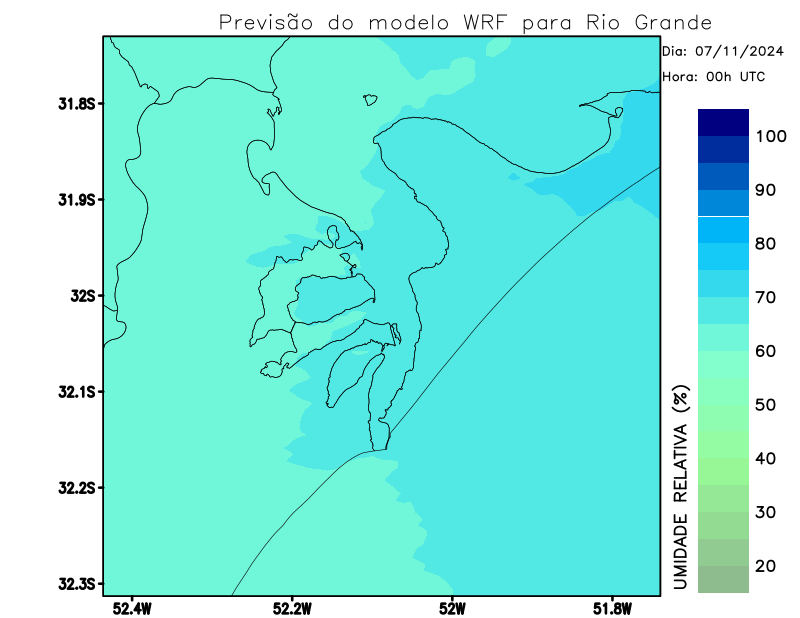 Previsão do modelo WRF para Rio Grande
Dia: 07/11/2024
Hora: 00h UTC
31.8S
31.9S
32S
32.1S
32.2S
32.3S
52.4W
52.2W
52W
51.8W
UMIDADE RELATIVA (%)
100
90
80
70
60
50
40
30
20